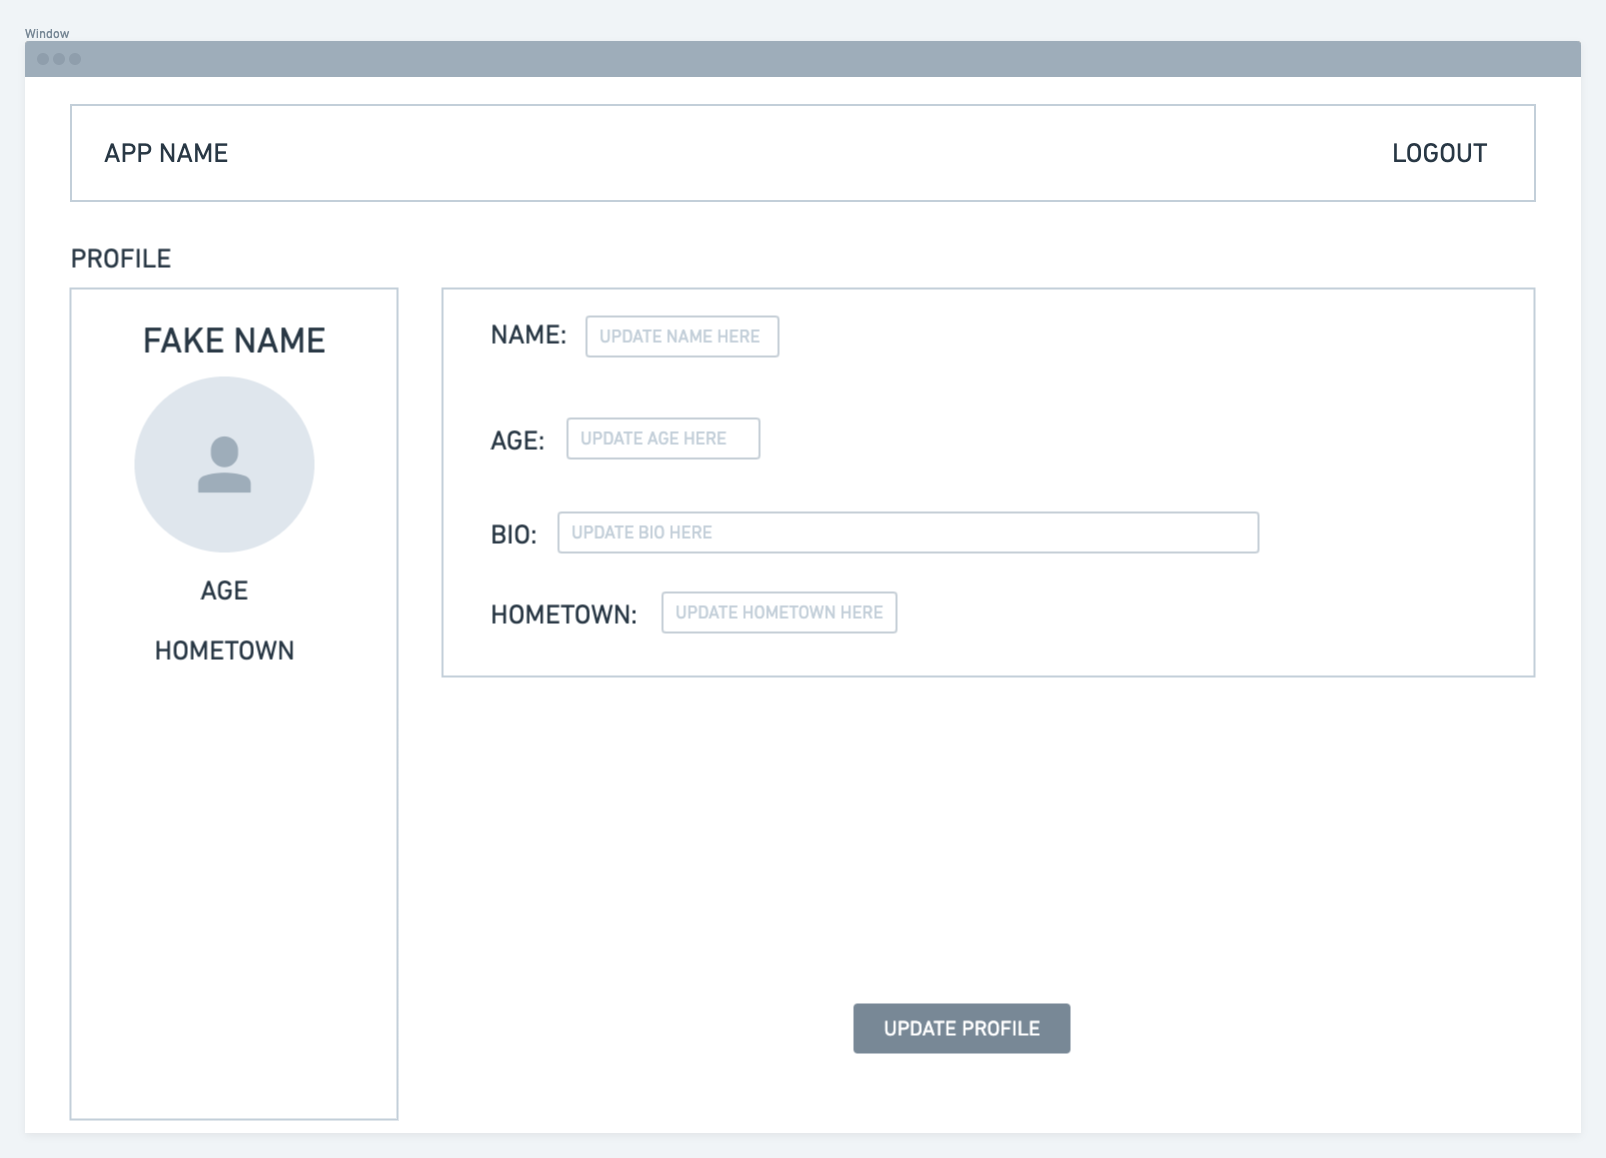 Window
APP NAME
LOGOUT
PROFILE
FAKE NAME
AGE
HOMETOWN
NAME: UPDATE NAME HERE
AGE: UPDATE AGE HERE
BIO: UPDATE BIO HERE
HOMETOWN: UPDATE HOMETOWN HERE
UPDATE PROFILE